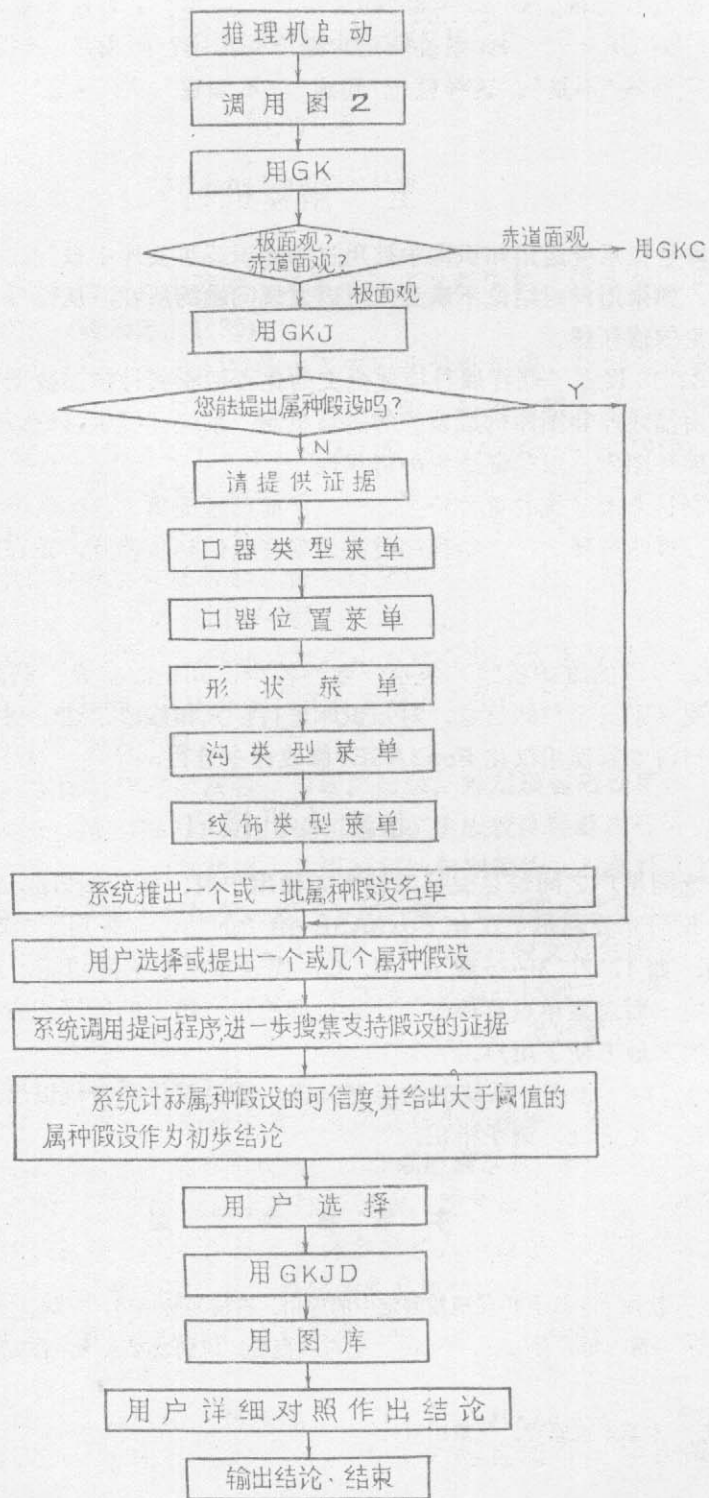 推理机启动
调用图2
用GK
极面观?
赤道面观?
赤道面观
用GKC
极面观
用GKJ
您能提出属种假设吗?
Y
N
请提供证据
口器类型菜单
口器位置菜单
形状菜单
沟类型菜单
纹饰类型菜单
系统推出一个或一批属种假设名单
用户选择或提出一个或几个属种假设
系统调用提问程序,进一步搜集支持假设的证据
系统计祘属种假设的可信度,并给出大于阈值的
属种假设作为初步结论
用户选择
用GKJD
用图库
用户详细对照作出结论
输出结论·结束